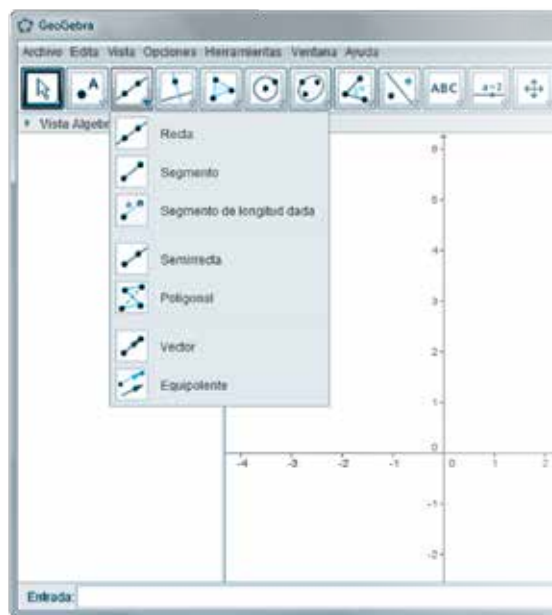 GeoGebra
Archivo Edita Vista Opciones Herramientas Ventana Ayuda
A ABC a=2
Vista Algebr
Recta
Segmento
Segmento de longitud dada
Semirrecta
Poligonal
Vector
Equipolente
6
5
4
3
2
1
0
-4 -3 -2 -1 0 1 2
-1
-2
Entrada: